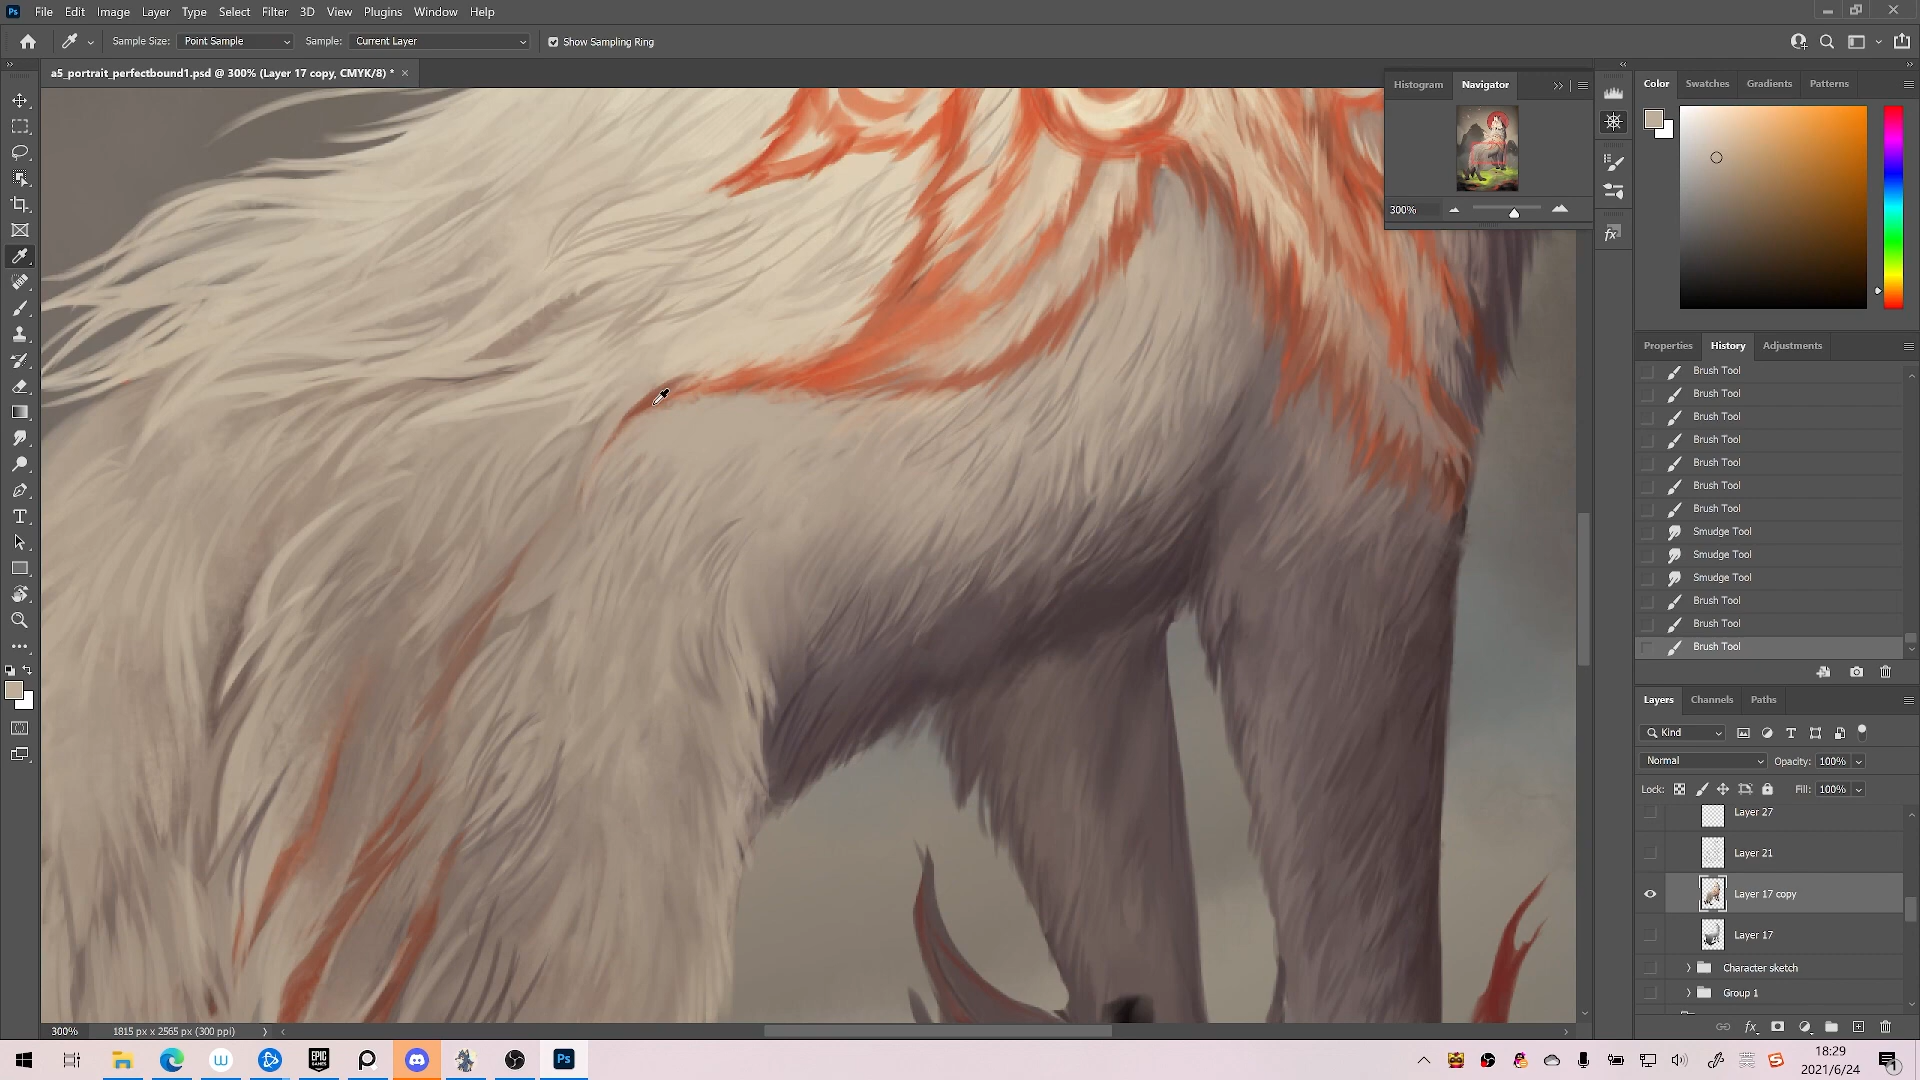 Ps File Edit Image Layer Type Select Filter 3D View Plugins Window Help
Sample Size: Point Sample Sample: Current Layer Show Sampling Ring
a5_portrait_perfectbound1.psd @ 300% (Layer 17 copy, CMYK/8) *
Histogram Navigator
300%
Color Swatches Gradients Patterns
Properties History Adjustments
Brush Tool
Brush Tool
Brush Tool
Brush Tool
Brush Tool
Brush Tool
Brush Tool
Smudge Tool
Smudge Tool
Smudge Tool
Brush Tool
Brush Tool
Brush Tool
Layers Channels Paths
Kind
Normal Opacity: 100%
Lock: Fill: 100%
Layer 27
Layer 21
Layer 17 copy
Layer 17
Character sketch
Group 1
fx
300% 1815 px x 2565 px (300 ppi)
EPIC GAMES
Ps
18:29
2021/6/24